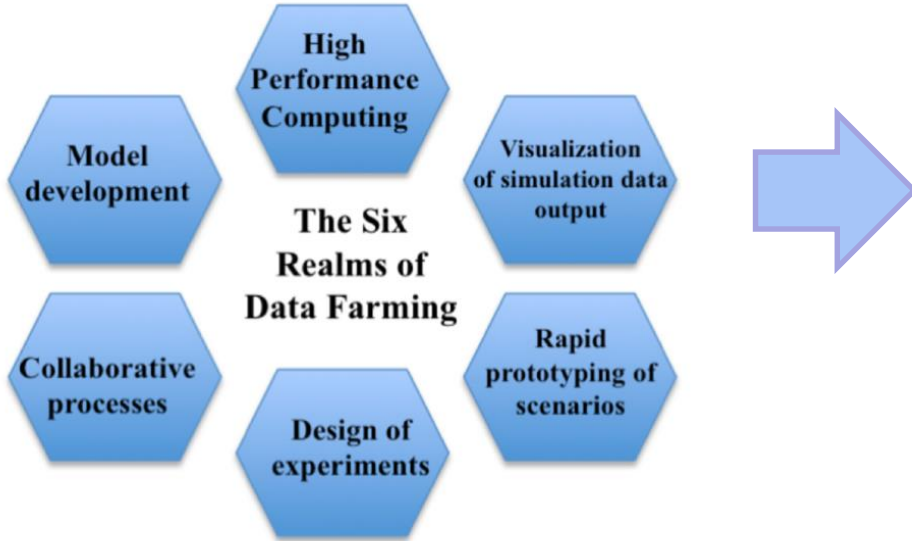 High
Performance
Computing
Model
development
Visualization
of simulation data
output
The Six
Realms of
Data Farming
Collaborative
processes
Rapid
prototyping of
scenarios
Design of
experiments